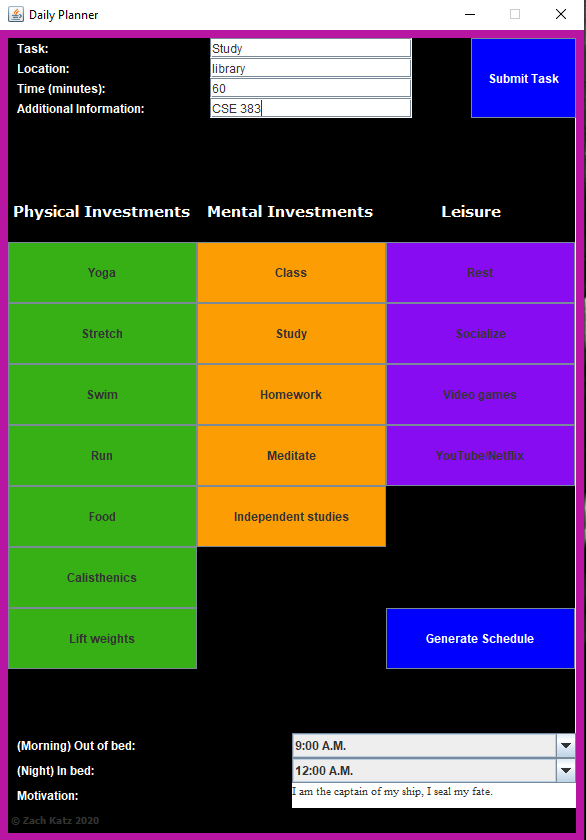 Daily Planner
Task: Study
Location: library
Time (minutes): 60
Additional Information: CSE 383
Submit Task
Physical Investments Mental Investments Leisure
Yoga Class Rest
Stretch Study Socialize
Swim Homework Video games
Run Meditate YouTube/Netflix
Food Independent studies
Calisthenics
Lift weights Generate Schedule
(Morning) Out of bed: 9:00 A.M.
(Night) In bed: 12:00 A.M.
Motivation: I am the captain of my ship, I seal my fate.
© Zach Katz 2020